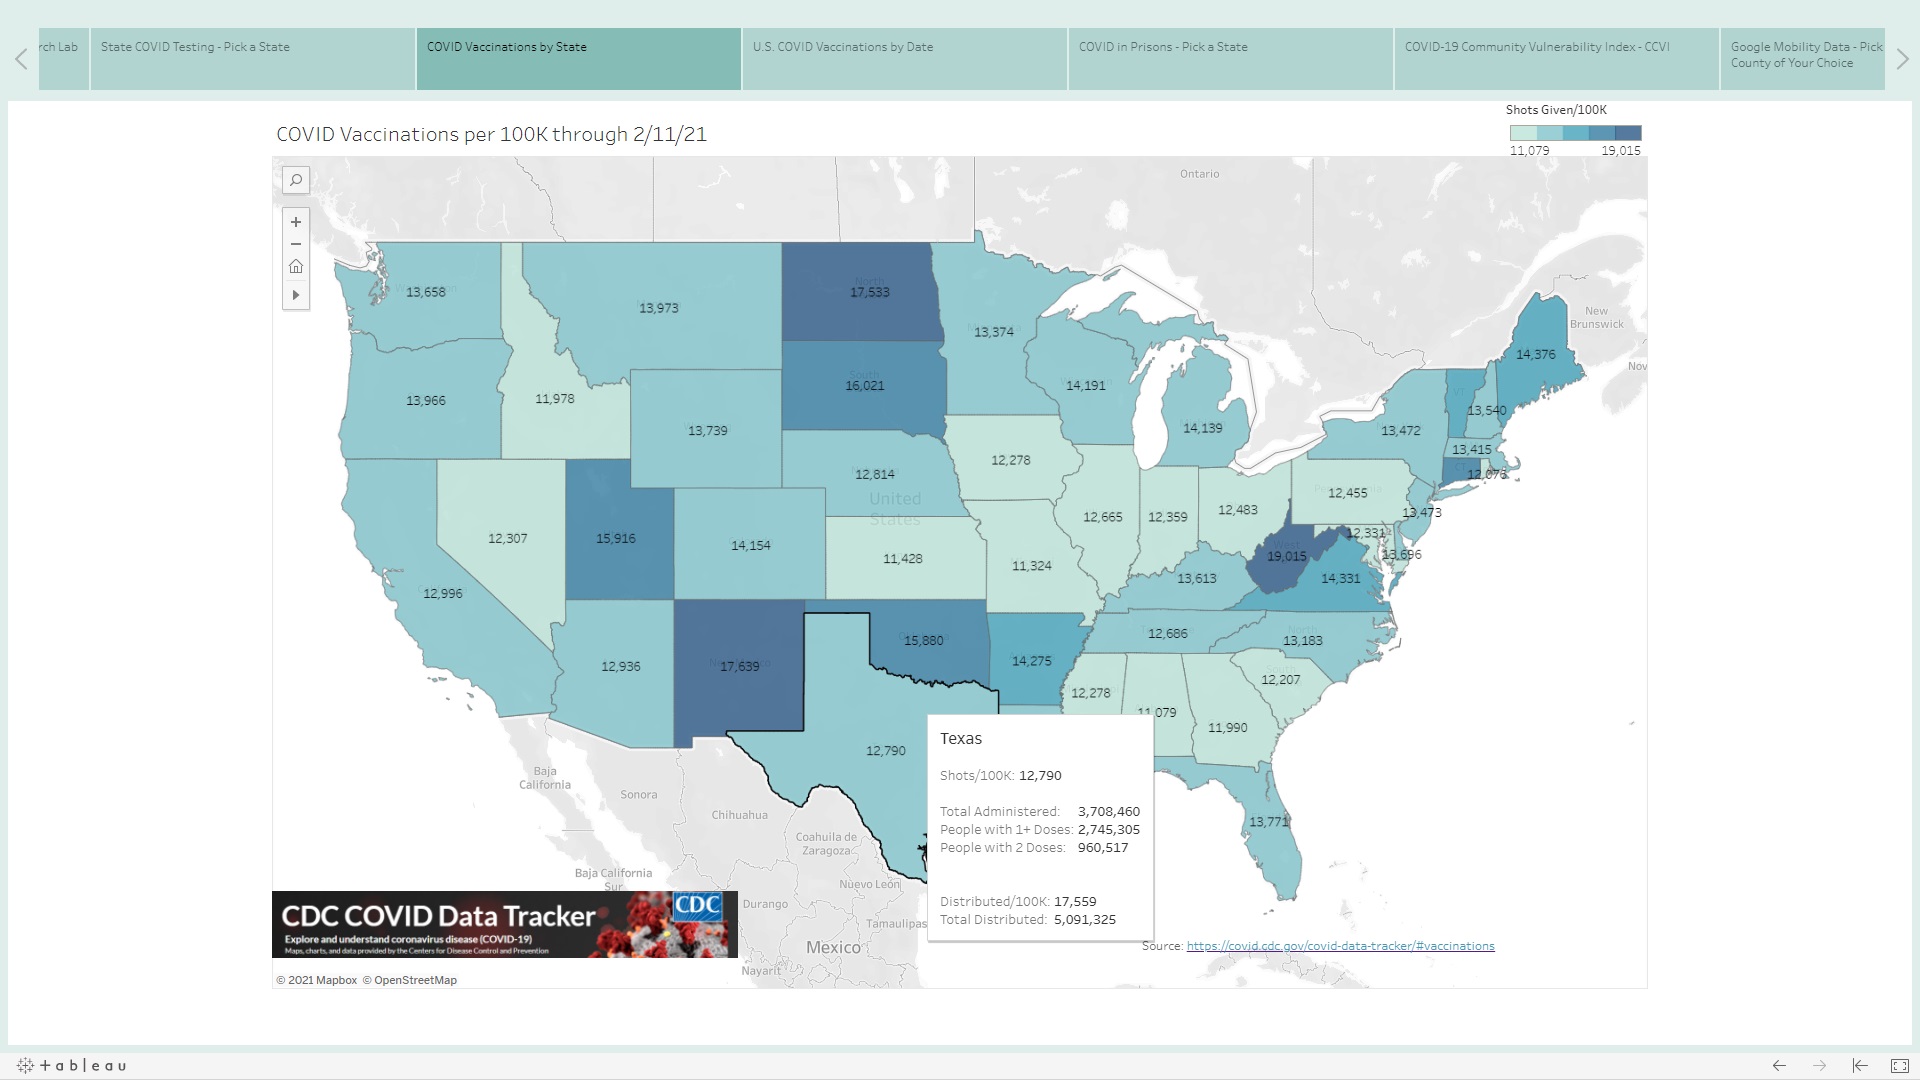 rch Lab
State COVID Testing - Pick a State
COVID Vaccinations by State
U.S. COVID Vaccinations by Date
COVID in Prisons - Pick a State
COVID-19 Community Vulnerability Index - CCVI
Google Mobility Data - Pick
County of Your Choice
Shots Given/100K
11,079 19,015
COVID Vaccinations per 100K through 2/11/21
Ontario
New
Brunswick
Nov
13,658
13,973
North
17,533
13,374
14,376
13,966
11,978
13,739
South
16,021
14,191
14,139
VT
13,540
13,472
13,415
CT
12,076
12,278
12,814
United
States
12,455
13,473
12,307
15,916
14,154
11,428
12,665
12,359
12,483
12,331
13,696
West
19,015
14,331
12,996
11,324
13,613
12,936
New Mexico
17,639
15,880
14,275
12,686
North
13,183
South
12,207
12,278
11,079
11,990
12,790
13,771
Baja
California
Sonora
Chihuahua
Coahuila de
Zaragoza
Baja California
Sur
Nuevo León
Durango
Tamaulipas
Mexico
Nayarit
Texas
Shots/100K: 12,790
Total Administered: 3,708,460
People with 1+ Doses: 2,745,305
People with 2 Doses: 960,517
Distributed/100K: 17,559
Total Distributed: 5,091,325
CDC COVID Data Tracker
CDC
Explore and understand coronavirus disease (COVID-19)
Maps, charts, and data provided by the Centers for Disease Control and Prevention
Source: https://covid.cdc.gov/covid-data-tracker/#vaccinations
© 2021 Mapbox © OpenStreetMap
+ a b l e a u